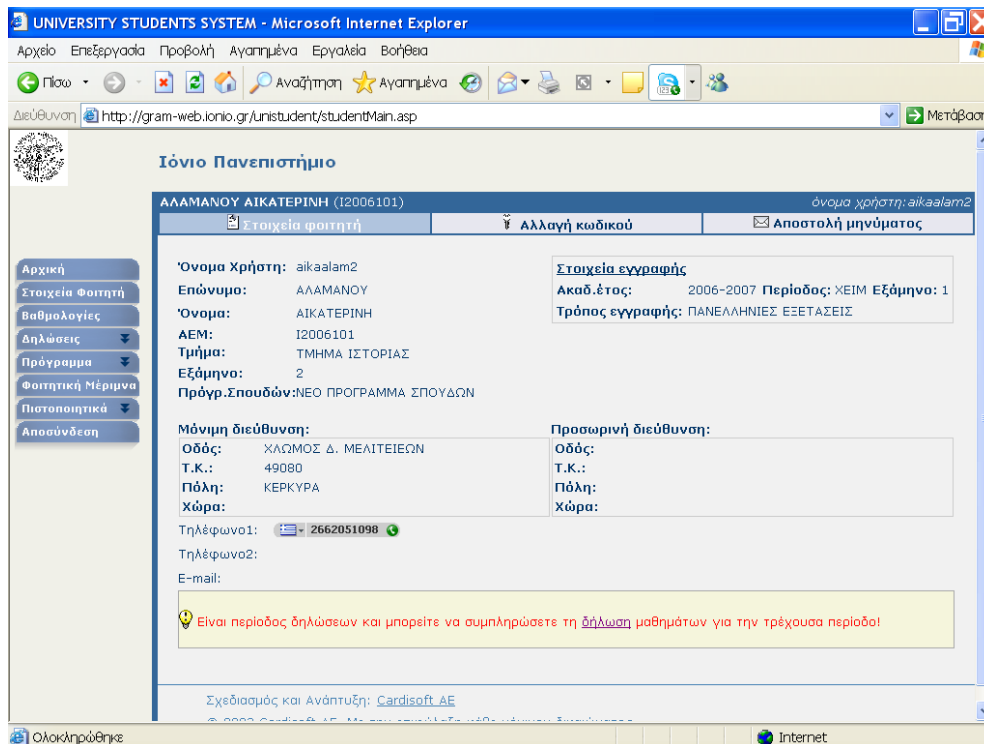 UNIVERSITY STUDENTS SYSTEM - Microsoft Internet Explorer
Αρχείο Επεξεργασία Προβολή Αγαπημένα Εργαλεία Βοήθεια
Πίσω Αναζήτηση Αγαπημένα
Διεύθυνση http://gram-web.ionio.gr/unistudent/studentMain.asp Μετάβαση
Ιόνιο Πανεπιστήμιο
ΑΛΑΜΑΝΟΥ ΑΙΚΑΤΕΡΙΝΗ (Ι2006101) όνομα χρήστη: aikaalam2
Στοιχεία φοιτητή Αλλαγή κωδικού Αποστολή μηνύματος
Αρχική
Στοιχεία Φοιτητή
Βαθμολογίες
Δηλώσεις
Πρόγραμμα
Φοιτητική Μέριμνα
Πιστοποιητικά
Αποσύνδεση
Όνομα Χρήστη: aikaalam2
Επώνυμο: ΑΛΑΜΑΝΟΥ
Όνομα: ΑΙΚΑΤΕΡΙΝΗ
ΑΕΜ: Ι2006101
Τμήμα: ΤΜΗΜΑ ΙΣΤΟΡΙΑΣ
Εξάμηνο: 2
Πρόγρ.Σπουδών:ΝΕΟ ΠΡΟΓΡΑΜΜΑ ΣΠΟΥΔΩΝ
Στοιχεία εγγραφής
Ακαδ.έτος: 2006-2007 Περίοδος: ΧΕΙΜ Εξάμηνο: 1
Τρόπος εγγραφής: ΠΑΝΕΛΛΗΝΙΕΣ ΕΞΕΤΑΣΕΙΣ
Μόνιμη διεύθυνση:
Οδός: ΧΛΩΜΟΣ Δ. ΜΕΛΙΤΕΙΕΩΝ
Τ.Κ.: 49080
Πόλη: ΚΕΡΚΥΡΑ
Χώρα:
Προσωρινή διεύθυνση:
Οδός:
Τ.Κ.:
Πόλη:
Χώρα:
Τηλέφωνο1: 2662051098
Τηλέφωνο2:
E-mail:
Είναι περίοδος δηλώσεων και μπορείτε να συμπληρώσετε τη δήλωση μαθημάτων για την τρέχουσα περίοδο!
Σχεδιασμός και Ανάπτυξη: Cardisoft AE
Ολοκληρώθηκε Internet